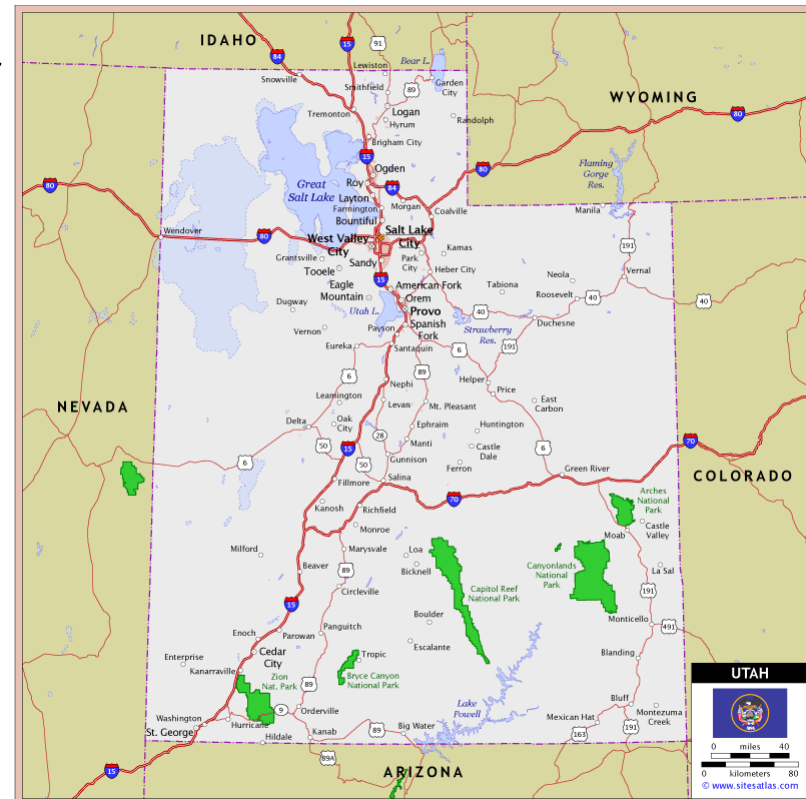 IDAHO
15
91
84
Lewiston
Bear L.
Snowville
Smithfield
89
Garden
City
WYOMING
Tremonton
Logan
Hyrum
Randolph
80
Brigham City
15
Ogden
80
Flaming
Gorge
Res.
Great
Salt Lake
Roy
84
80
Layton
Farmington
Morgan
Coalville
Manila
Bountiful
Wendover
80
West Valley
City
Salt Lake
City
191
Grantsville
Park
City
Kamas
Sandy
Tooele
Heber City
Vernal
15
Eagle
Mountain
American Fork
Neola
Tabiona
Roosevelt
40
40
Dugway
Orem
Utah L.
Provo
40
Vernon
Payson
Spanish
Fork
Strawberry
Res.
Duchesne
Eureka
Santaquin
6
191
6
89
Nephi
Helper
Price
Leamington
Levan
Mt. Pleasant
East
Carbon
NEVADA
Delta
Oak
City
Ephraim
Huntington
28
Manti
50
15
Castle
Dale
6
70
6
50
Gunnison
Ferron
Green River
COLORADO
Fillmore
Salina
70
Arches
National
Park
Kanosh
Richfield
Monroe
Castle
Valley
Moab
Milford
Marysvale
Loa
Canyonlands
National
Park
Beaver
89
Bicknell
La Sal
Circleville
Capitol Reef
National Park
191
15
Boulder
Monticello
491
Enoch
Parowan
Panguitch
Escalante
Cedar
City
Blanding
Enterprise
Tropic
Kanarraville
Zion
Nat. Park
Bryce Canyon
National Park
UTAH
89
Lake
Powell
Bluff
Washington
9
Orderville
Mexican Hat
Montezuma
Creek
St. George
Hurricane
Kanab
89
Big Water
163
191
Hildale
89A
15
ARIZONA
0 miles 40
0 kilometers 80
© www.sitesatlas.com